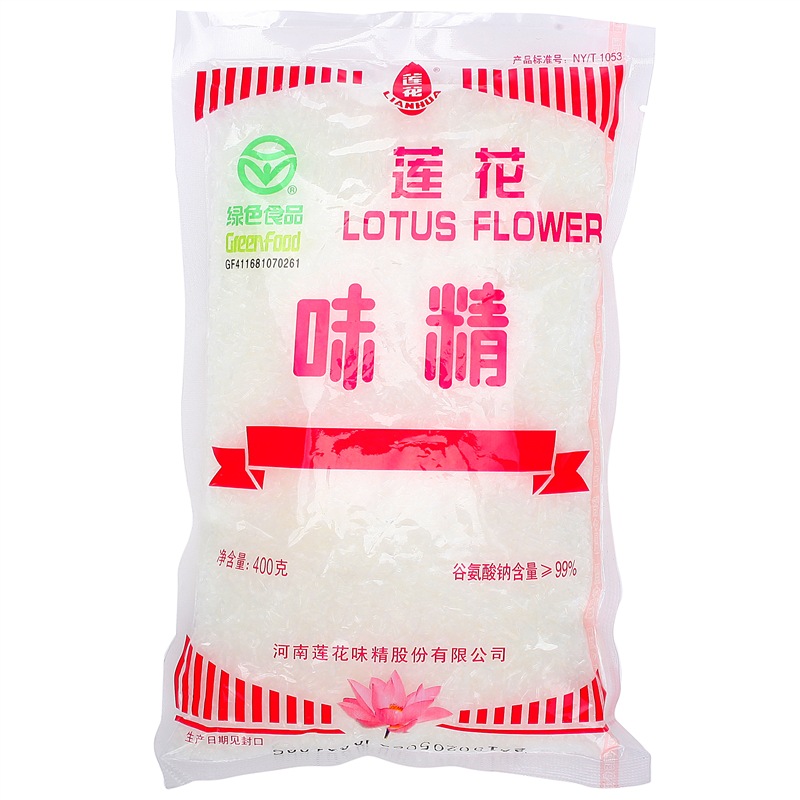 产品标准号：NY/T 1053
莲花
LIANHUA
莲花
LOTUS FLOWER
绿色食品
Greenfood
GF411681070261
味精
净含量：400克
谷氨酸钠含量≥99%
河南莲花味精股份有限公司
生产日期见封口